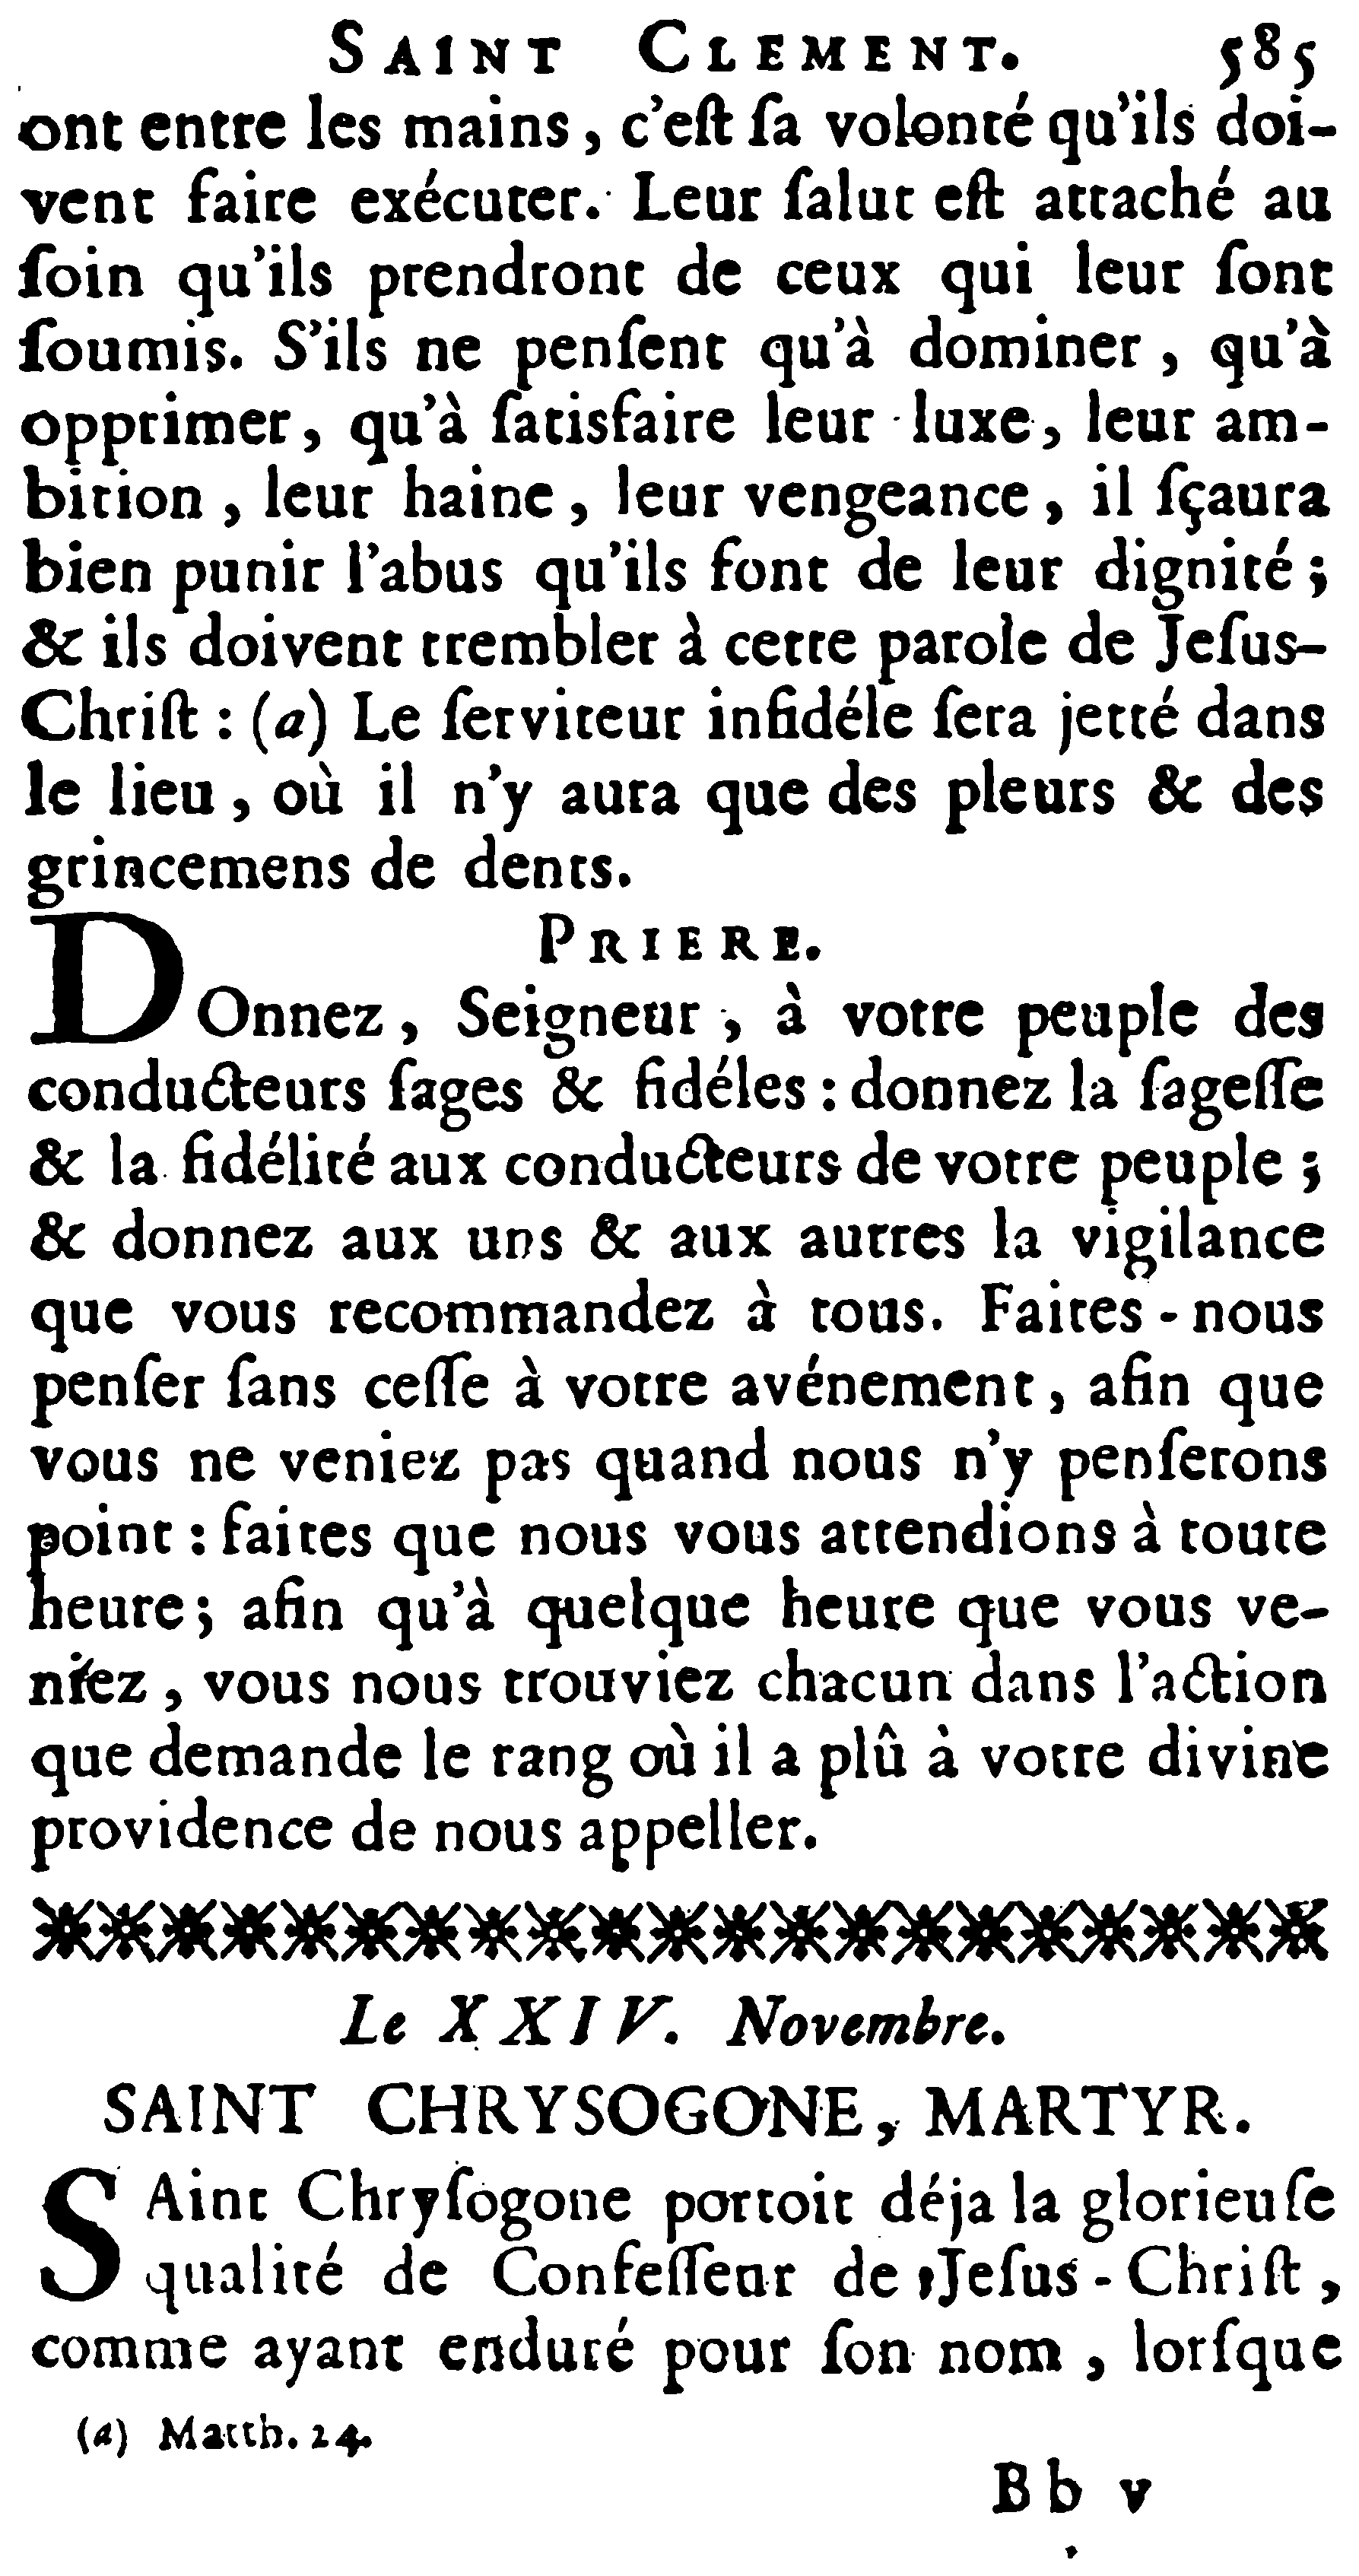 SAINT CLEMENT. 585
ont entre les mains, c'eſt ſa volonté qu'ils doi-
vent faire exécuter. Leur ſalut eſt attaché au
ſoin qu'ils prendront de ceux qui leur ſont
ſoumis. S'ils ne penſent qu'à dominer, qu'à
opprimer, qu'à ſatisfaire leur luxe, leur am-
bition, leur haine, leur vengeance, il ſçaura
bien punir l'abus qu'ils font de leur dignité;
& ils doivent trembler à cette parole de Jeſus-
Chriſt : (a) Le ſerviteur infidéle ſera jetté dans
le lieu, où il n'y aura que des pleurs & des
grincemens de dents.
PRIERE.
DOnnez, Seigneur, à votre peuple des
conducteurs ſages & fidéles : donnez la ſageſſe
& la fidélité aux conducteurs de votre peuple;
& donnez aux uns & aux autres la vigilance
que vous recommandez à tous. Faites-nous
penſer ſans ceſſe à votre avénement, afin que
vous ne veniez pas quand nous n'y penſerons
point : faites que nous vous attendions à toute
heure; afin qu'à quelque heure que vous ve-
niez, vous nous trouviez chacun dans l'action
que demande le rang où il a plû à votre divine
providence de nous appeller.
Le XXIV. Novembre.
SAINT CHRYSOGONE, MARTYR.
SAint Chryſogone portoit déja la glorieuſe
qualité de Confeſſeur de Jeſus-Chriſt,
comme ayant enduré pour ſon nom, lorſque
(a) Matth. 24.
Bb v